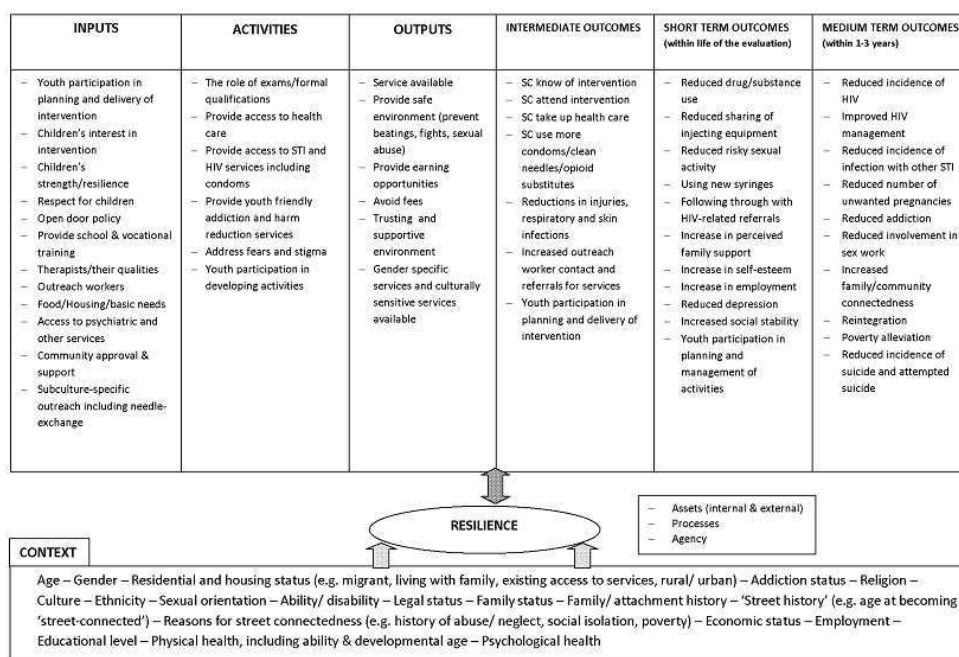 INPUTS
– Youth participation in
planning and delivery of
intervention
– Children's interest in
intervention
– Children's
strength/resilience
– Respect for children
– Open door policy
– Provide school & vocational
training
– Therapists/their qualities
– Outreach workers
– Food/Housing/basic needs
– Access to psychiatric and
other services
– Community approval &
support
– Subculture-specific
outreach including needle-
exchange
ACTIVITIES
– The role of exams/formal
qualifications
– Provide access to health
care
– Provide access to STI and
HIV services including
condoms
– Provide youth friendly
addiction and harm
reduction services
– Address fears and stigma
– Youth participation in
developing activities
OUTPUTS
– Service available
– Provide safe
environment (prevent
beatings, fights, sexual
abuse)
– Provide earning
opportunities
– Avoid fees
– Trusting and
supportive
environment
– Gender specific
services and culturally
sensitive services
available
INTERMEDIATE OUTCOMES
– SC know of intervention
– SC attend intervention
– SC take up health care
– SC use more
condoms/clean
needles/opioid
substitutes
– Reductions in injuries,
respiratory and skin
infections
– Increased outreach
worker contact and
referrals for services
– Youth participation in
planning and delivery of
intervention
SHORT TERM OUTCOMES
(within life of the evaluation)
– Reduced drug/substance
use
– Reduced sharing of
injecting equipment
– Reduced risky sexual
activity
– Using new syringes
– Following through with
HIV-related referrals
– Increase in perceived
family support
– Increase in self-esteem
– Increase in employment
– Reduced depression
– Increased social stability
– Youth participation in
planning and
management of
activities
MEDIUM TERM OUTCOMES
(within 1-3 years)
– Reduced incidence of
HIV
– Improved HIV
management
– Reduced incidence of
infection with other STI
– Reduced number of
unwanted pregnancies
– Reduced addiction
– Reduced involvement in
sex work
– Increased
family/community
connectedness
– Reintegration
– Poverty alleviation
– Reduced incidence of
suicide and attempted
suicide
RESILIENCE
– Assets (internal & external)
– Processes
– Agency
CONTEXT
Age – Gender – Residential and housing status (e.g. migrant, living with family, existing access to services, rural/ urban) – Addiction status – Religion –
Culture – Ethnicity – Sexual orientation – Ability/ disability – Legal status – Family status – Family/ attachment history – 'Street history' (e.g. age at becoming
'street-connected') – Reasons for street connectedness (e.g. history of abuse/ neglect, social isolation, poverty) – Economic status – Employment –
Educational level – Physical health, including ability & developmental age – Psychological health